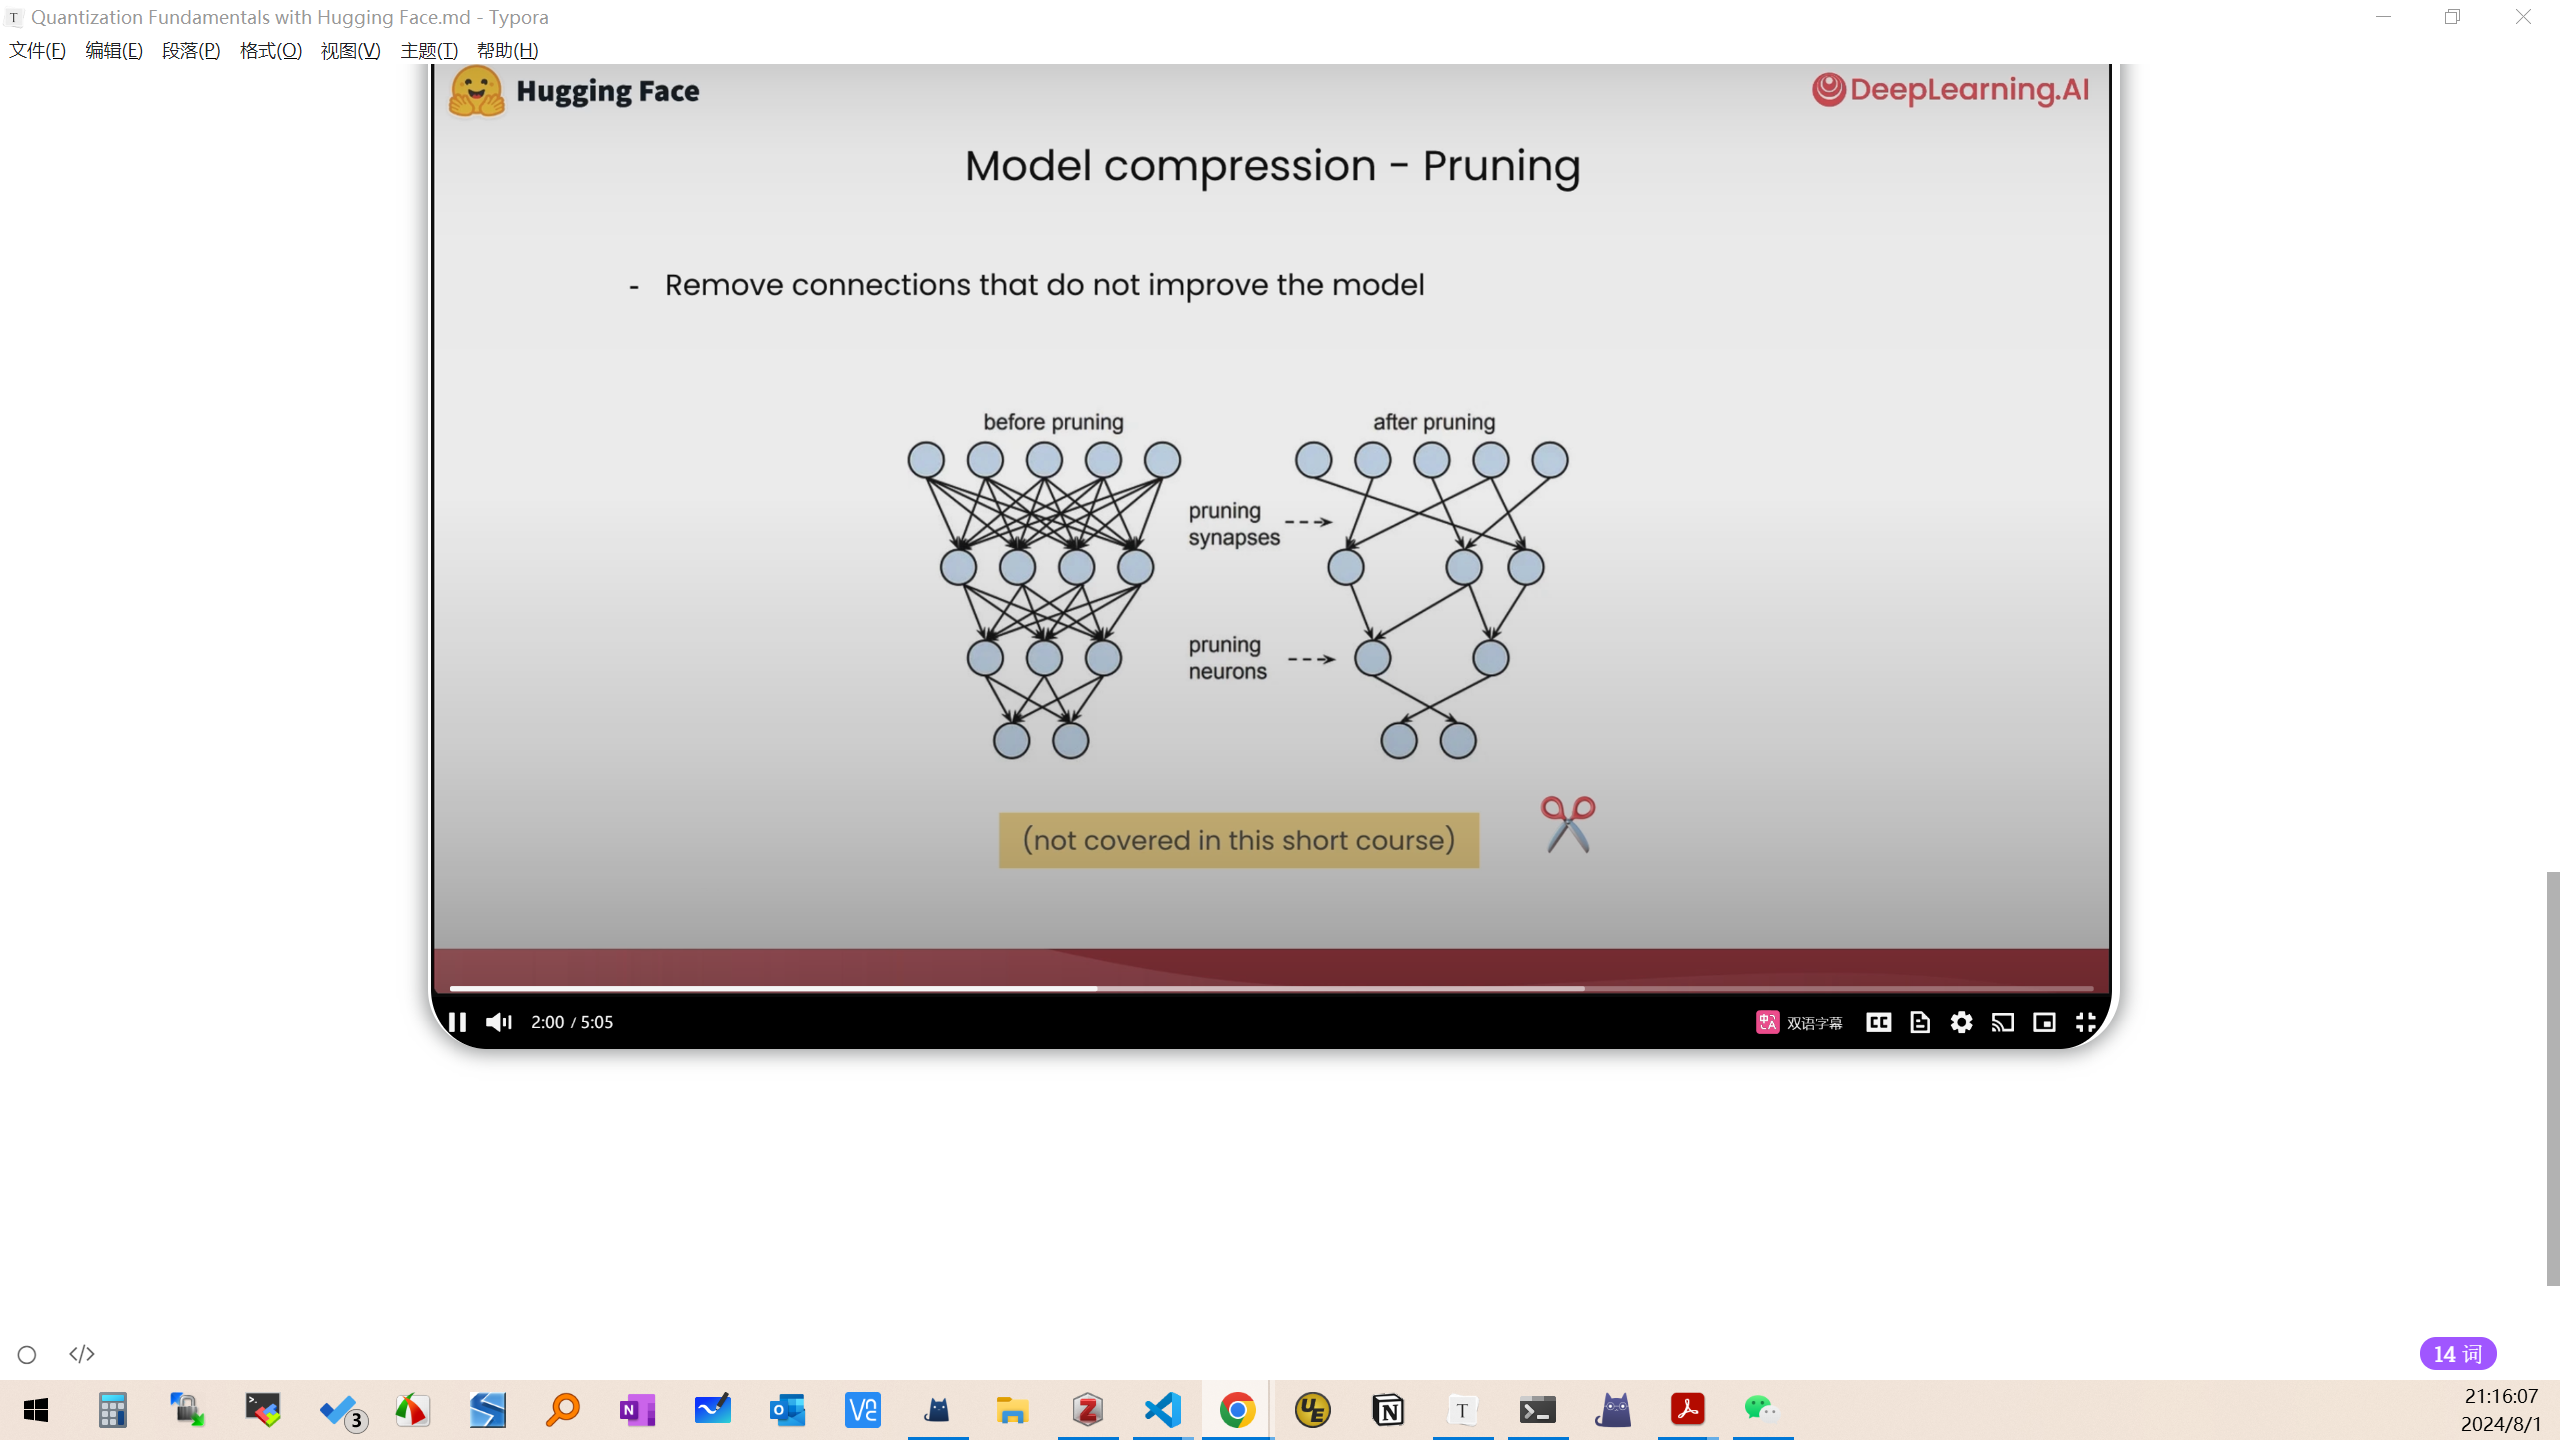 Quantization Fundamentals with Hugging Face.md - Typora
文件(F) 编辑(E) 段落(P) 格式(O) 视图(V) 主题(T) 帮助(H)
Hugging Face
DeepLearning.AI
Model compression - Pruning
- Remove connections that do not improve the model
before pruning
after pruning
pruning
synapses
pruning
neurons
(not covered in this short course)
2:00 / 5:05
双语字幕
CC
14 词
3
21:16:07
2024/8/1